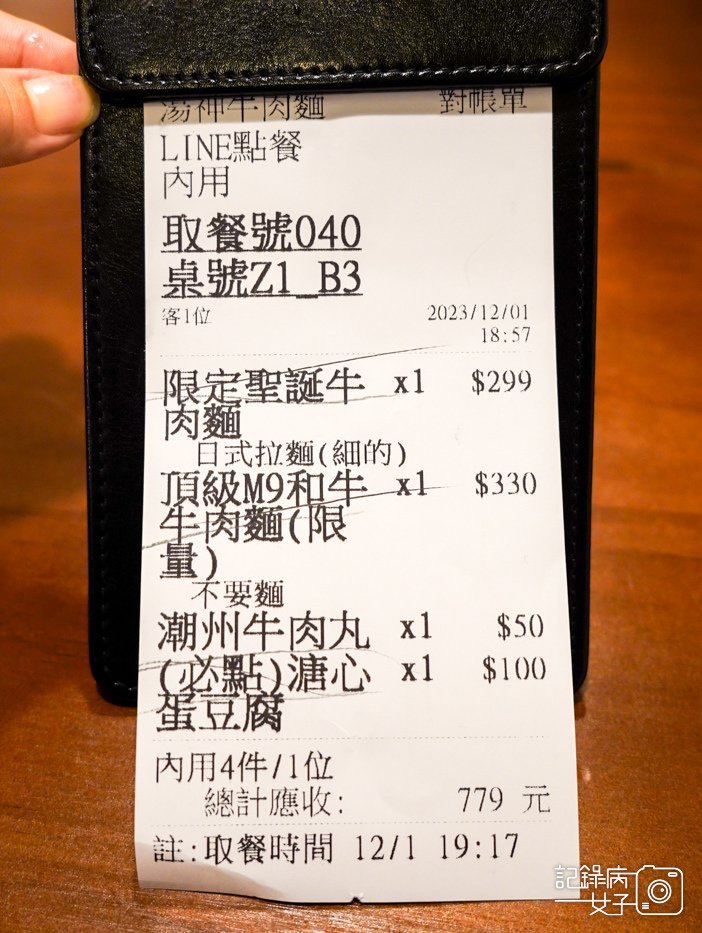 湯神牛肉麵 對帳單
LINE點餐
內用
取餐號040
桌號Z1_B3
客1位 2023/12/01
18:57
限定聖誕牛 x1 $299
肉麵
日式拉麵(細的)
頂級M9和牛 x1 $330
牛肉麵(限
量)
不要麵
潮州牛肉丸 x1 $50
(必點)溏心 x1 $100
蛋豆腐
內用4件/1位
總計應收: 779 元
註:取餐時間 12/1 19:17
記錄病
女子